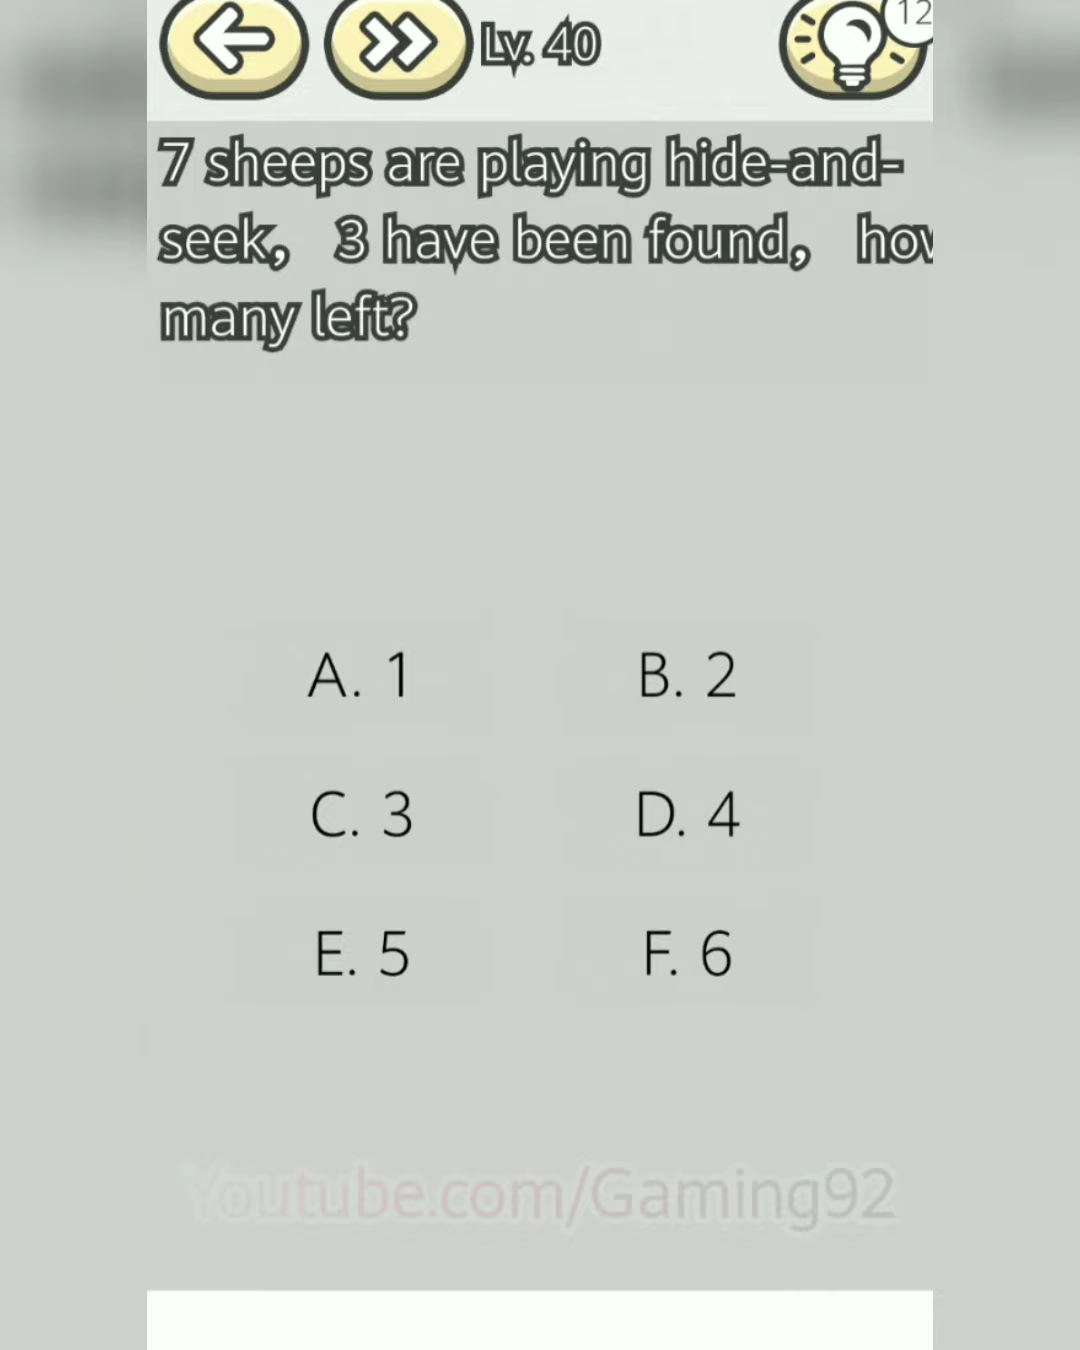 Lv. 40
12
7 sheeps are playing hide-and-
seek, 3 have been found, how
many left?
A. 1
B. 2
C. 3
D. 4
E. 5
F. 6
Youtube.com/Gaming92